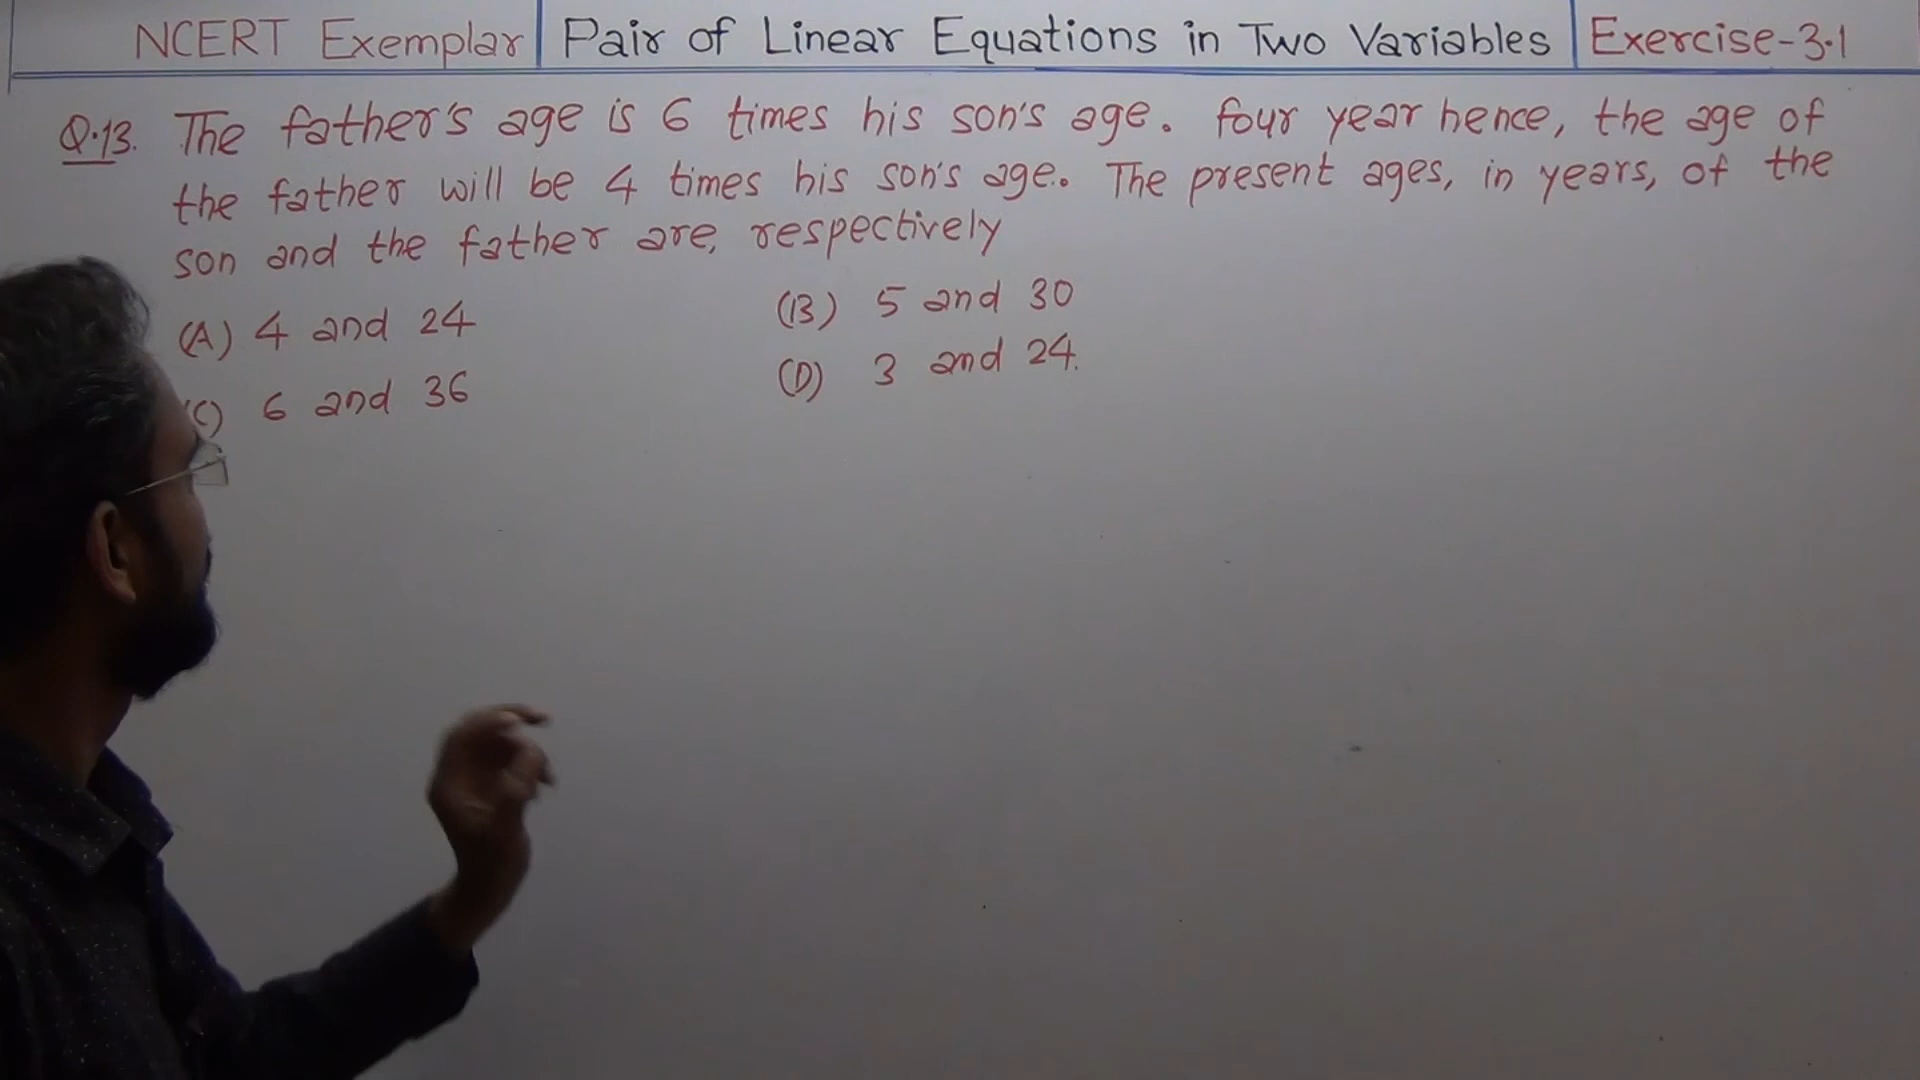 NCERT Exemplar Pair of Linear Equations in Two Variables Exercise-3.1
Q.13. The father's age is 6 times his son's age. four year hence, the age of
the father will be 4 times his son's age. The present ages, in years, of the
son and the father are, respectively
(A) 4 and 24 (B) 5 and 30
(C) 6 and 36 (D) 3 and 24.